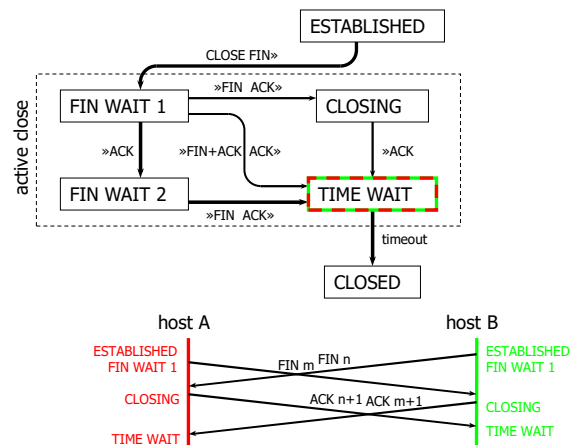 ESTABLISHED
CLOSE FIN»
active close
»FIN ACK»
FIN WAIT 1
CLOSING
»ACK
»FIN+ACK ACK»
»ACK
FIN WAIT 2
TIME WAIT
»FIN ACK»
timeout
CLOSED
host A
host B
ESTABLISHED
FIN WAIT 1
FIN m
FIN n
ESTABLISHED
FIN WAIT 1
CLOSING
ACK n+1
ACK m+1
CLOSING
TIME WAIT
TIME WAIT